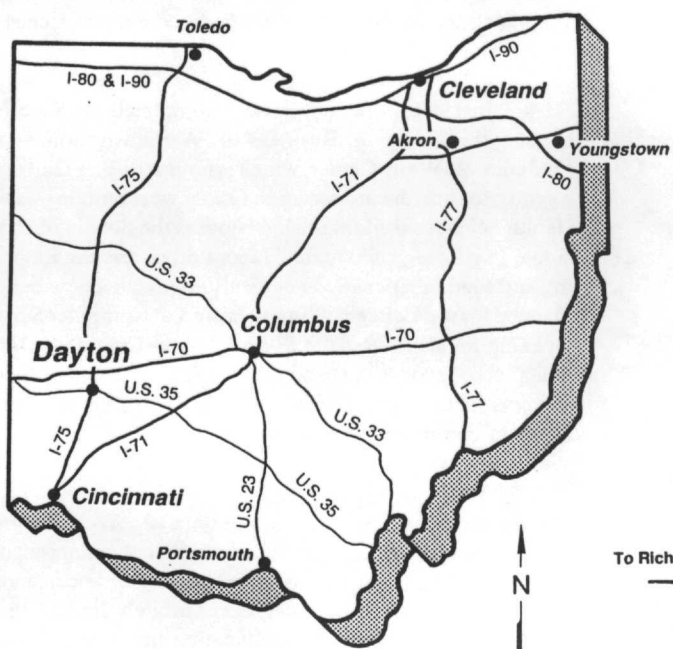 Toledo
I-90
I-80 & I-90
Cleveland
Akron
Youngstown
I-80
I-75
I-71
I-77
U.S. 33
Columbus
I-70
I-70
Dayton
U.S. 35
I-77
U.S. 33
I-75
I-71
U.S. 23
U.S. 35
Cincinnati
Portsmouth
N
To Rich